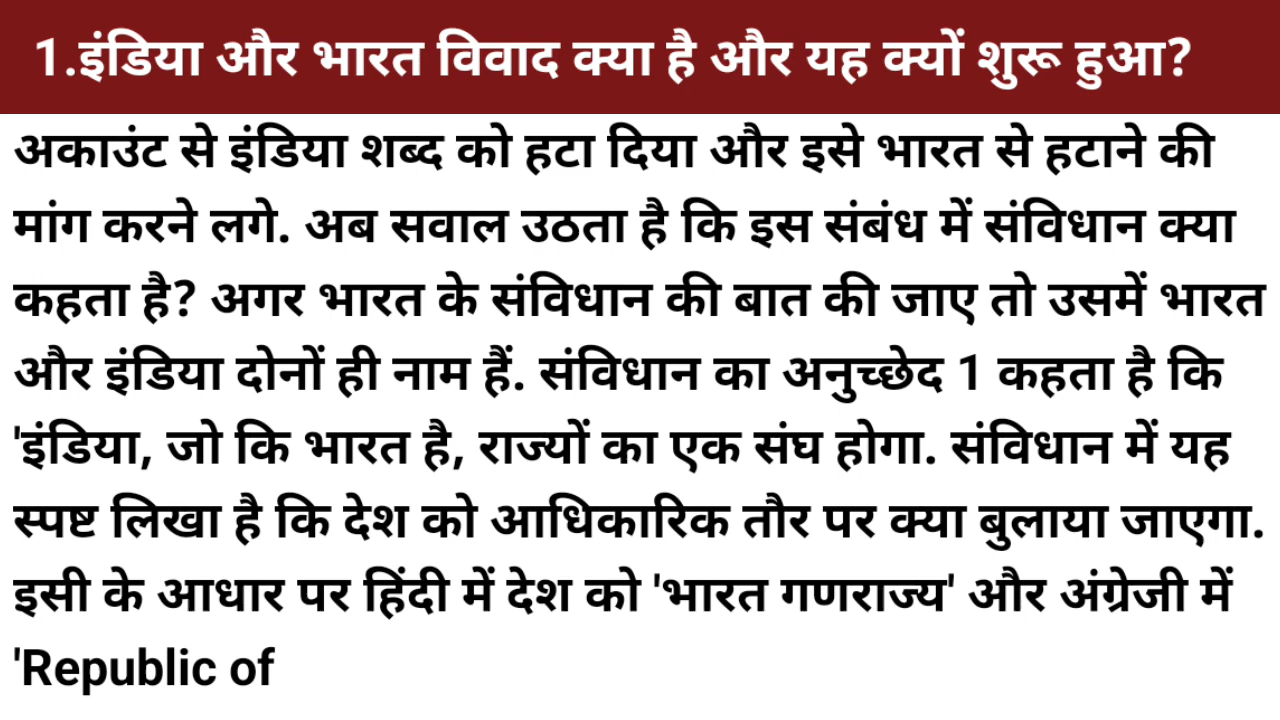 1.इंडिया और भारत विवाद क्या है और यह क्यों शुरू हुआ?
अकाउंट से इंडिया शब्द को हटा दिया और इसे भारत से हटाने की
मांग करने लगे. अब सवाल उठता है कि इस संबंध में संविधान क्या
कहता है? अगर भारत के संविधान की बात की जाए तो उसमें भारत
और इंडिया दोनों ही नाम हैं. संविधान का अनुच्छेद 1 कहता है कि
'इंडिया, जो कि भारत है, राज्यों का एक संघ होगा. संविधान में यह
स्पष्ट लिखा है कि देश को आधिकारिक तौर पर क्या बुलाया जाएगा.
इसी के आधार पर हिंदी में देश को 'भारत गणराज्य' और अंग्रेजी में
'Republic of